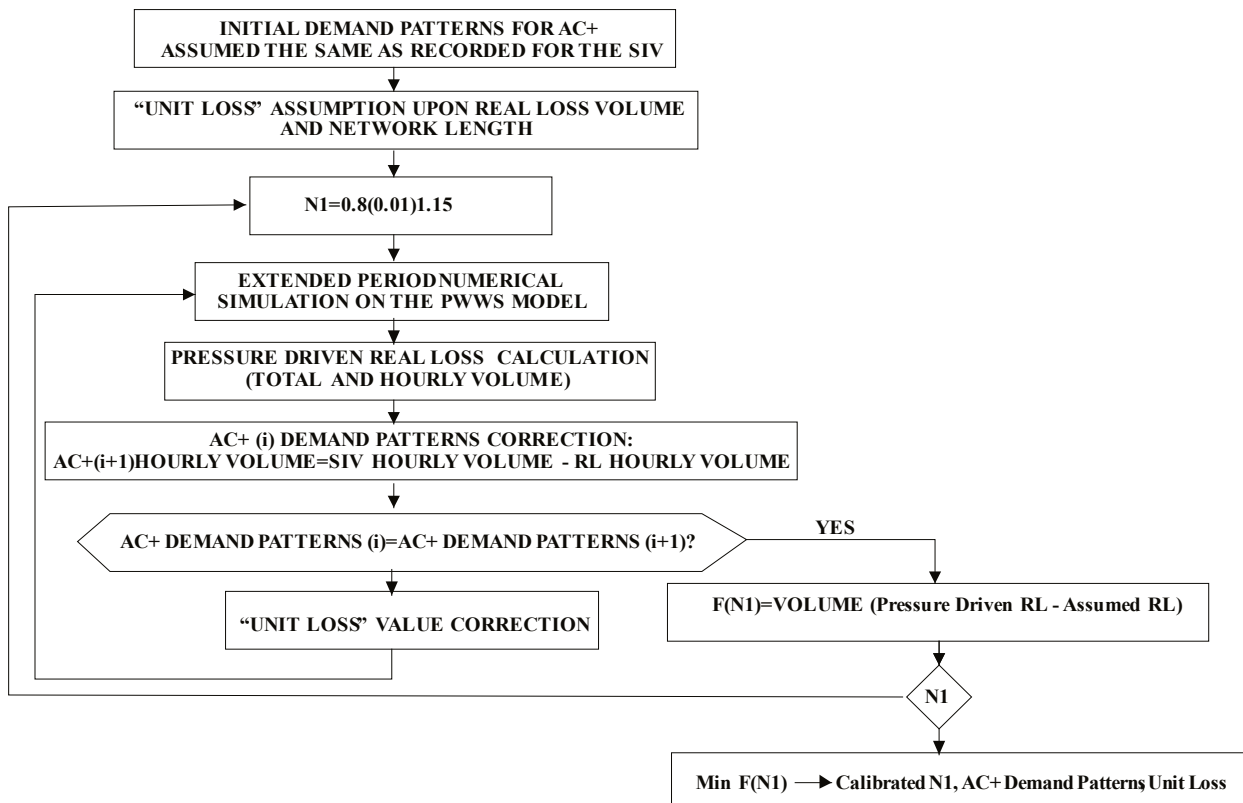 INITIAL DEMAND PATTERNS FOR AC+
ASSUMED THE SAME AS RECORDED FOR THE SIV
“UNIT LOSS” ASSUMPTION UPON REAL LOSS VOLUME
AND NETWORK LENGTH
N1=0.8(0.01)1.15
EXTENDED PERIOD NUMERICAL
SIMULATION ON THE PWWS MODEL
PRESSURE DRIVEN REAL LOSS CALCULATION
(TOTAL AND HOURLY VOLUME)
AC+ (i) DEMAND PATTERNS CORRECTION:
AC+(i+1)HOURLY VOLUME=SIV HOURLY VOLUME - RL HOURLY VOLUME
AC+ DEMAND PATTERNS (i)=AC+ DEMAND PATTERNS (i+1)?
YES
“UNIT LOSS” VALUE CORRECTION
F(N1)=VOLUME (Pressure Driven RL - Assumed RL)
N1
Min F(N1) → Calibrated N1, AC+ Demand Patterns, Unit Loss